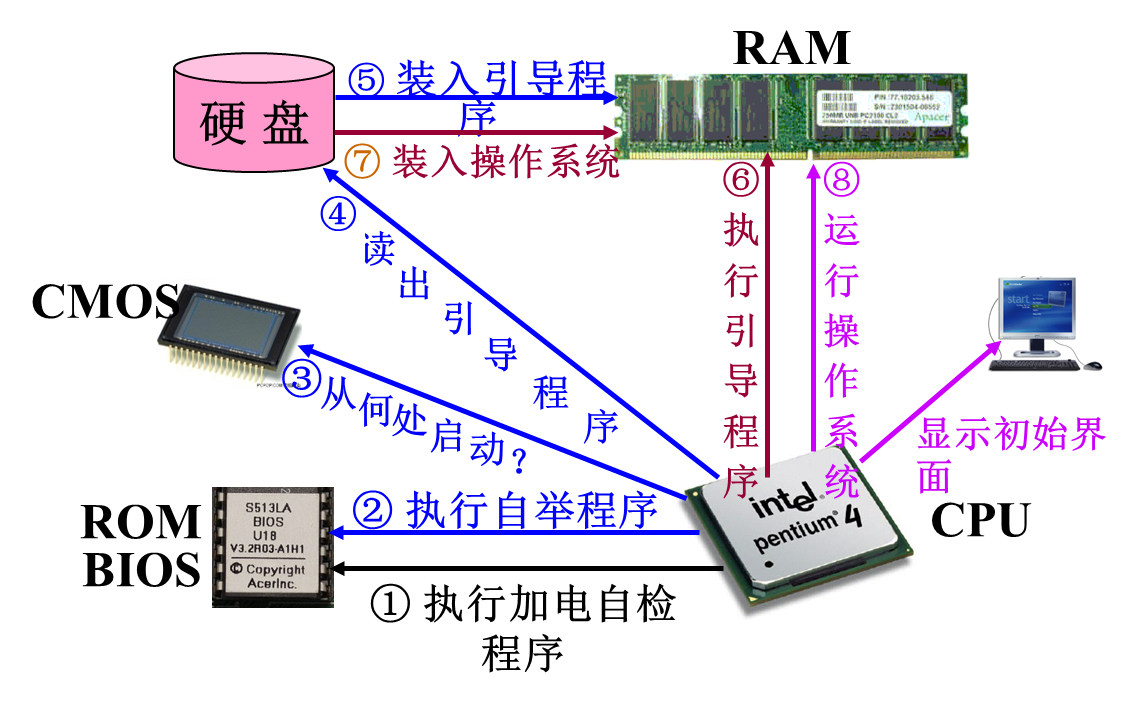 RAM
⑤ 装入引导程
序
硬 盘
⑦ 装入操作系统
P/N :77.10203.546
256MB UNB PC2100 CL2
Apacer
④ 读出引导程序
⑥ 执行引导程序
⑧ 运行操作系统
CMOS
③ 从何处启动?
start
显示初始界
面
ROM
BIOS
S513LA
BIOS
U18
V3.2R03-A1H1
© Copyright
AcerInc.
② 执行自举程序
① 执行加电自检
程序
intel
pentium® 4
CPU